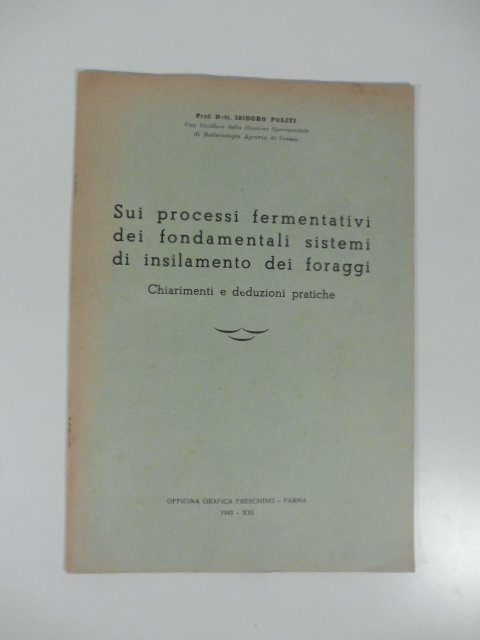 Prof. Dott. ISIDORO POLITI
Vice Direttore della Stazione Sperimentale
di Batteriologia Agraria di Crema
Sui processi fermentativi
dei fondamentali sistemi
di insilamento dei foraggi
Chiarimenti e deduzioni pratiche
OFFICINA GRAFICA FRESCHING - PARMA
1943 - XXI